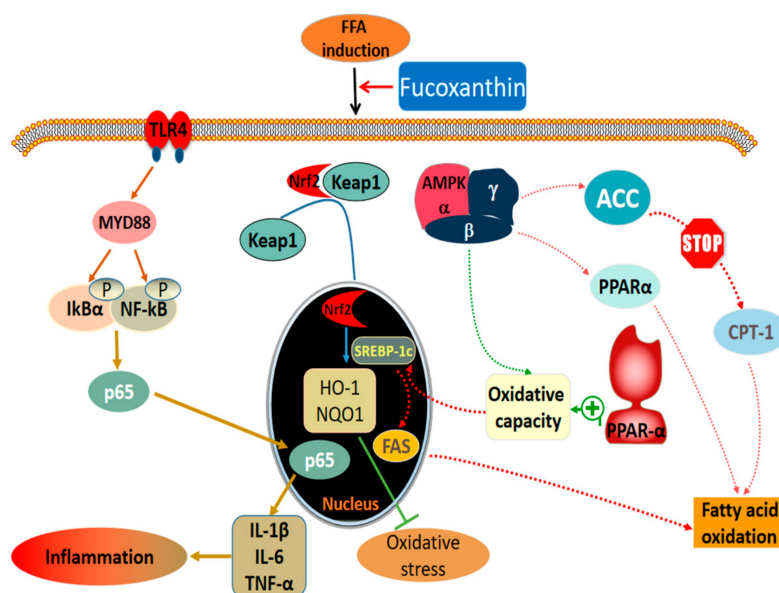 FFA
induction
Fucoxanthin
TLR4
Nrf2
Keap1
Keap1
AMPK
α
γ
β
ACC
STOP
MYD88
P
P
IkBα
NF-kB
PPARα
CPT-1
Nrf2
SREBP-1c
p65
HO-1
NQO1
Oxidative
capacity
PPAR-α
FAS
p65
Nucleus
Fatty acid
oxidation
IL-1β
IL-6
TNF-α
Inflammation
Oxidative
stress